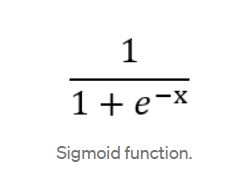 1
1 + e⁻ˣ
Sigmoid function.